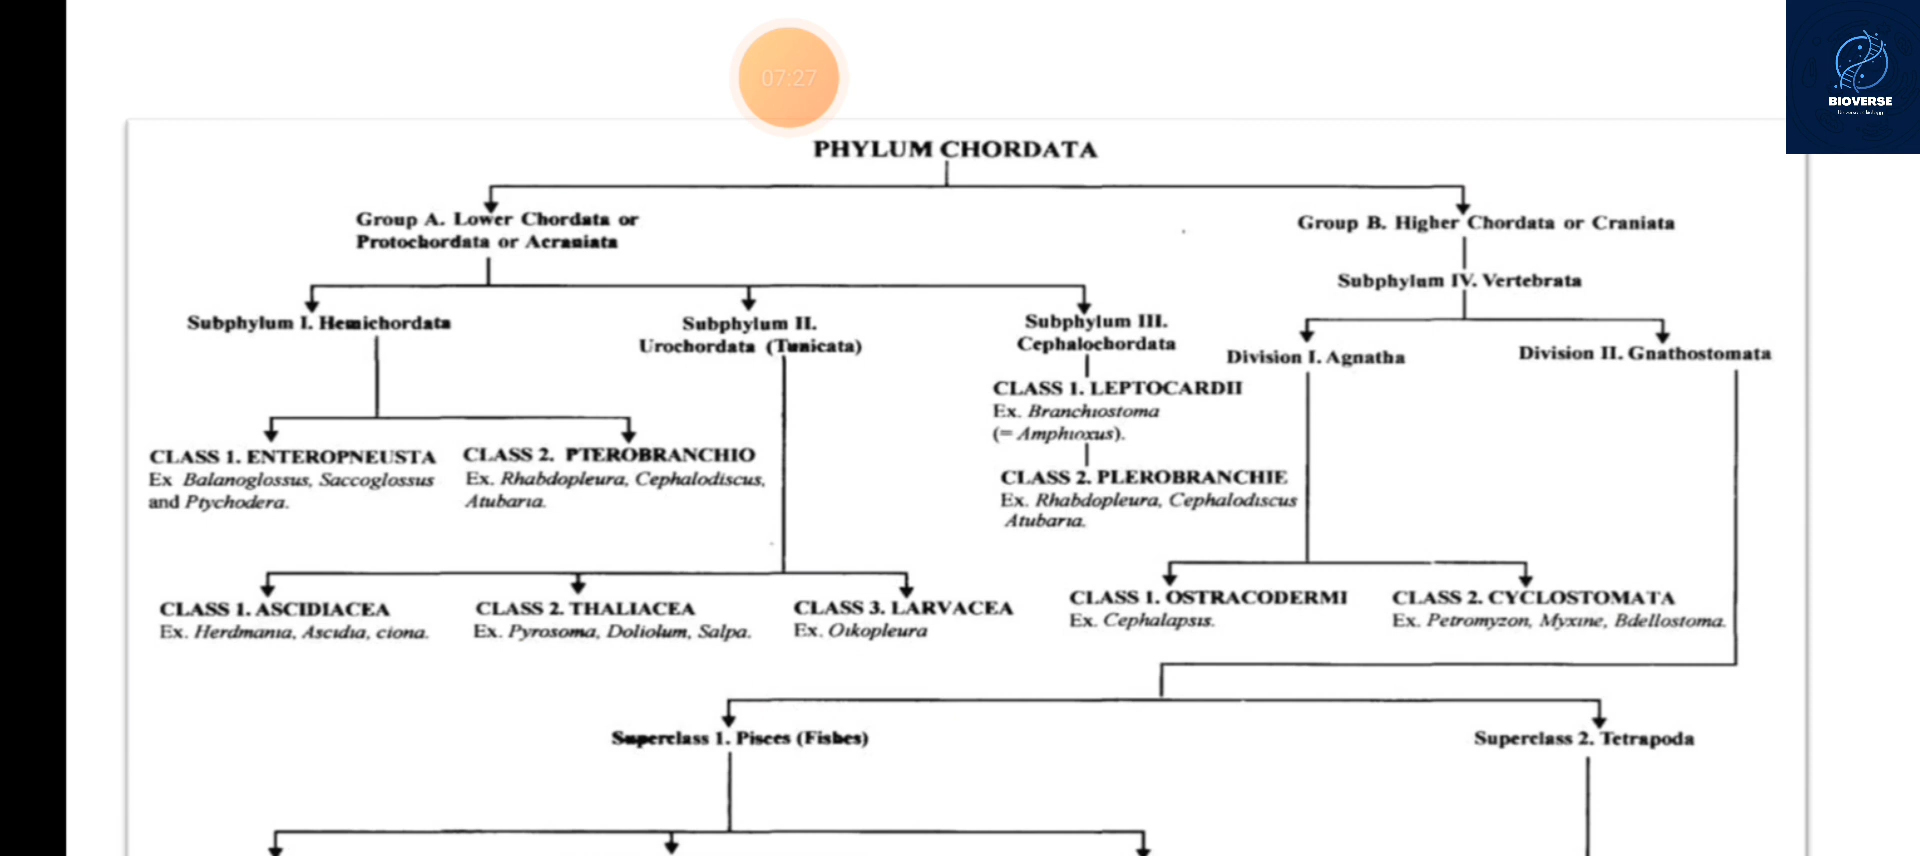 07:27
BIOVERSE
PHYLUM CHORDATA
Group A. Lower Chordata or
Protochordata or Acraniata
Group B. Higher Chordata or Craniata
Subphylum IV. Vertebrata
Subphylum I. Hemichordata
Subphylum II.
Urochordata (Tunicata)
Subphylum III.
Cephalochordata
Division I. Agnatha
Division II. Gnathostomata
CLASS 1. LEPTOCARDII
Ex. Branchiostoma
(= Amphioxus).
CLASS 1. ENTEROPNEUSTA
Ex Balanoglossus, Saccoglossus
and Ptychodera.
CLASS 2. PTEROBRANCHIO
Ex. Rhabdopleura, Cephalodiscus,
Atubaria.
CLASS 2. PLEROBRANCHIE
Ex. Rhabdopleura, Cephalodiscus
Atubaria.
CLASS 1. ASCIDIACEA
Ex. Herdmania, Ascidia, ciona.
CLASS 2. THALIACEA
Ex. Pyrosoma, Doliolum, Salpa.
CLASS 3. LARVACEA
Ex. Oikopleura
CLASS 1. OSTRACODERMI
Ex. Cephalapsis.
CLASS 2. CYCLOSTOMATA
Ex. Petromyzon, Myxine, Bdellostoma.
Superclass 1. Pisces (Fishes)
Superclass 2. Tetrapoda